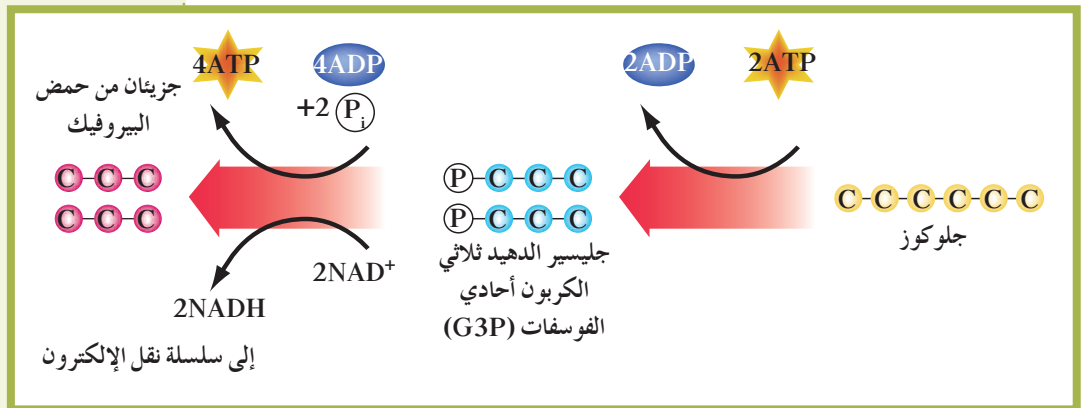 2ATP
2ADP
C-C-C-C-C-C
جلوكوز
P-C-C-C
P-C-C-C
جليسير الدهيد ثلاثي
الكربون أحادي
الفوسفات (G3P)
4ADP
+2 Pi
4ATP
2NAD+
2NADH
إلى سلسلة نقل الإلكترون
جزيئان من حمض
البيروفيك
C-C-C
C-C-C